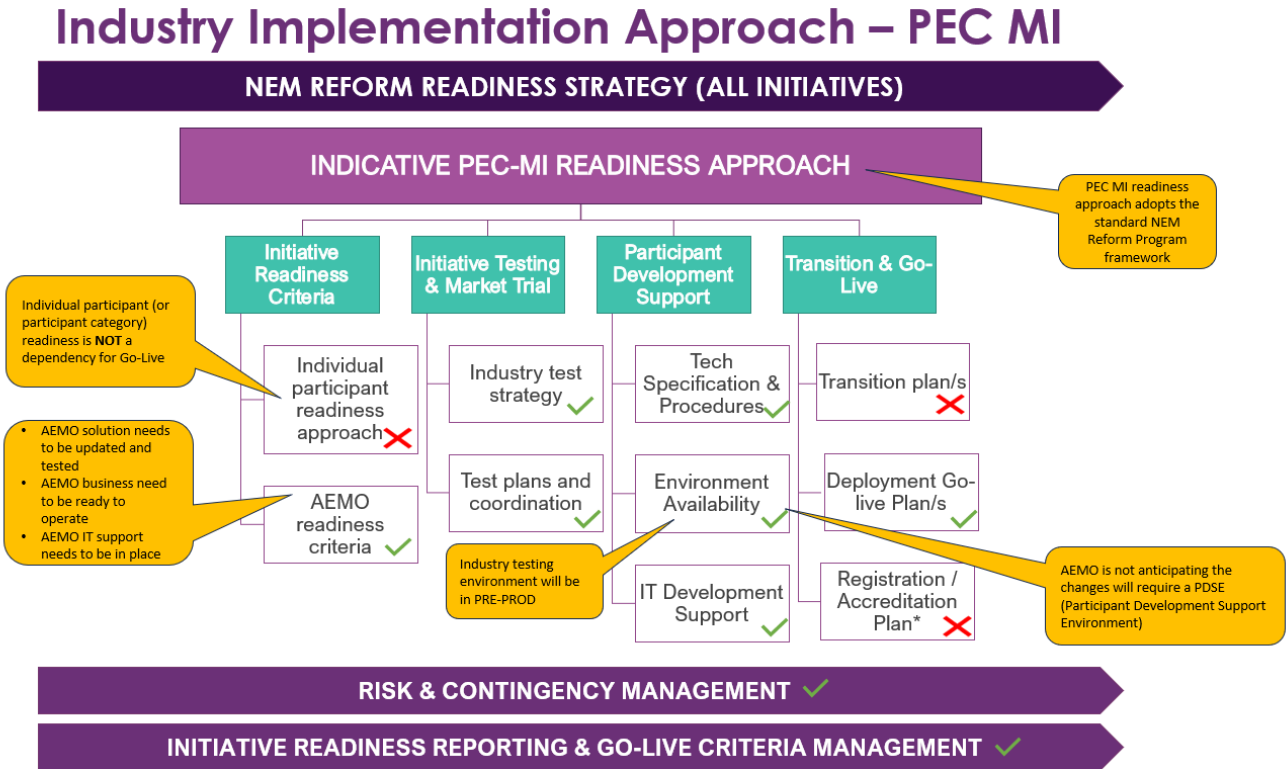 Industry Implementation Approach – PEC MI
NEM REFORM READINESS STRATEGY (ALL INITIATIVES)
INDICATIVE PEC-MI READINESS APPROACH
PEC MI readiness
approach adopts the
standard NEM
Reform Program
framework
Initiative
Readiness
Criteria
Initiative Testing
& Market Trial
Participant
Development
Support
Transition & Go-
Live
Individual participant (or
participant category)
readiness is NOT a
dependency for Go-Live
Individual
participant
readiness
approach
Industry test
strategy
Tech
Specification &
Procedures
Transition plan/s
• AEMO solution needs
to be updated and
tested
• AEMO business need
to be ready to
operate
• AEMO IT support
needs to be in place
AEMO
readiness
criteria
Test plans and
coordination
Environment
Availability
Deployment Go-
live Plan/s
Industry testing
environment will be
in PRE-PROD
IT Development
Support
Registration /
Accreditation
Plan*
AEMO is not anticipating the
changes will require a PDSE
(Participant Development Support
Environment)
RISK & CONTINGENCY MANAGEMENT
INITIATIVE READINESS REPORTING & GO-LIVE CRITERIA MANAGEMENT